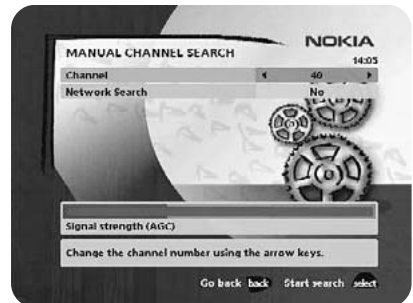 NOKIA
MANUAL CHANNEL SEARCH
14:05
Channel 40
Network Search No
Signal strength (AGC)
Change the channel number using the arrow keys.
Go back back Start search select